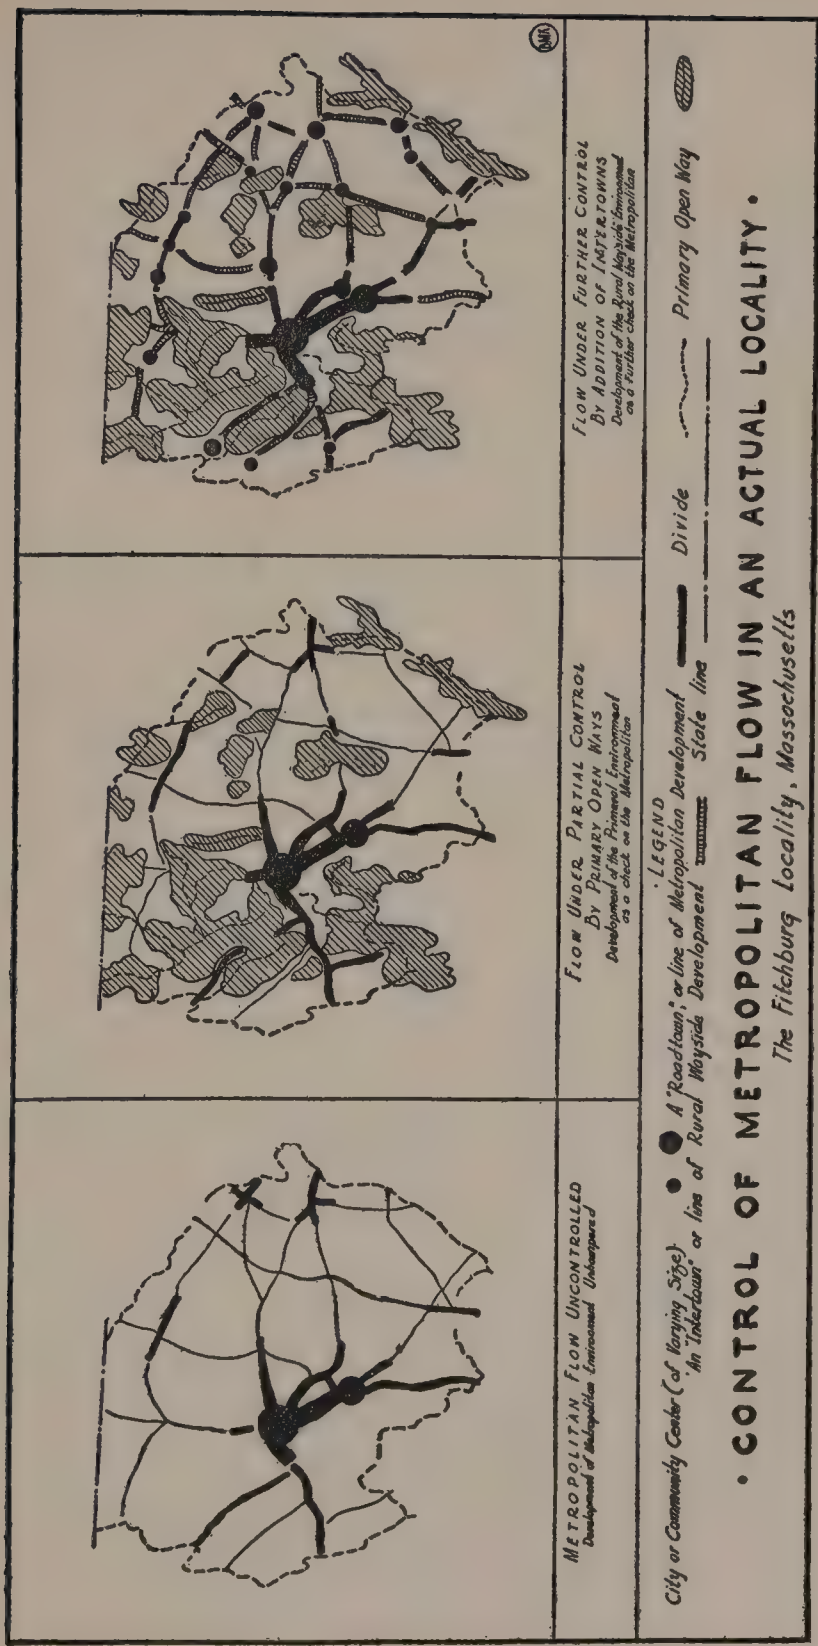 METROPOLITAN FLOW UNCONTROLLED
Development of Metropolitan Environment Unhampered
FLOW UNDER PARTIAL CONTROL
BY PRIMARY OPEN WAYS
Development of the Primeval Environment
as a check on the Metropolitan
FLOW UNDER FURTHER CONTROL
BY ADDITION OF INTERTOWNS
Development of the Rural Wayside Environment
as a Further check on the Metropolitan
BMK
· LEGEND
City or Community Center (of Varying Size) A "Roadtown", or line of Metropolitan Development Divide Primary Open Way
An "Intertown" or line of Rural Wayside Development State line
· CONTROL OF METROPOLITAN FLOW IN AN ACTUAL LOCALITY ·
The Fitchburg Locality, Massachusetts